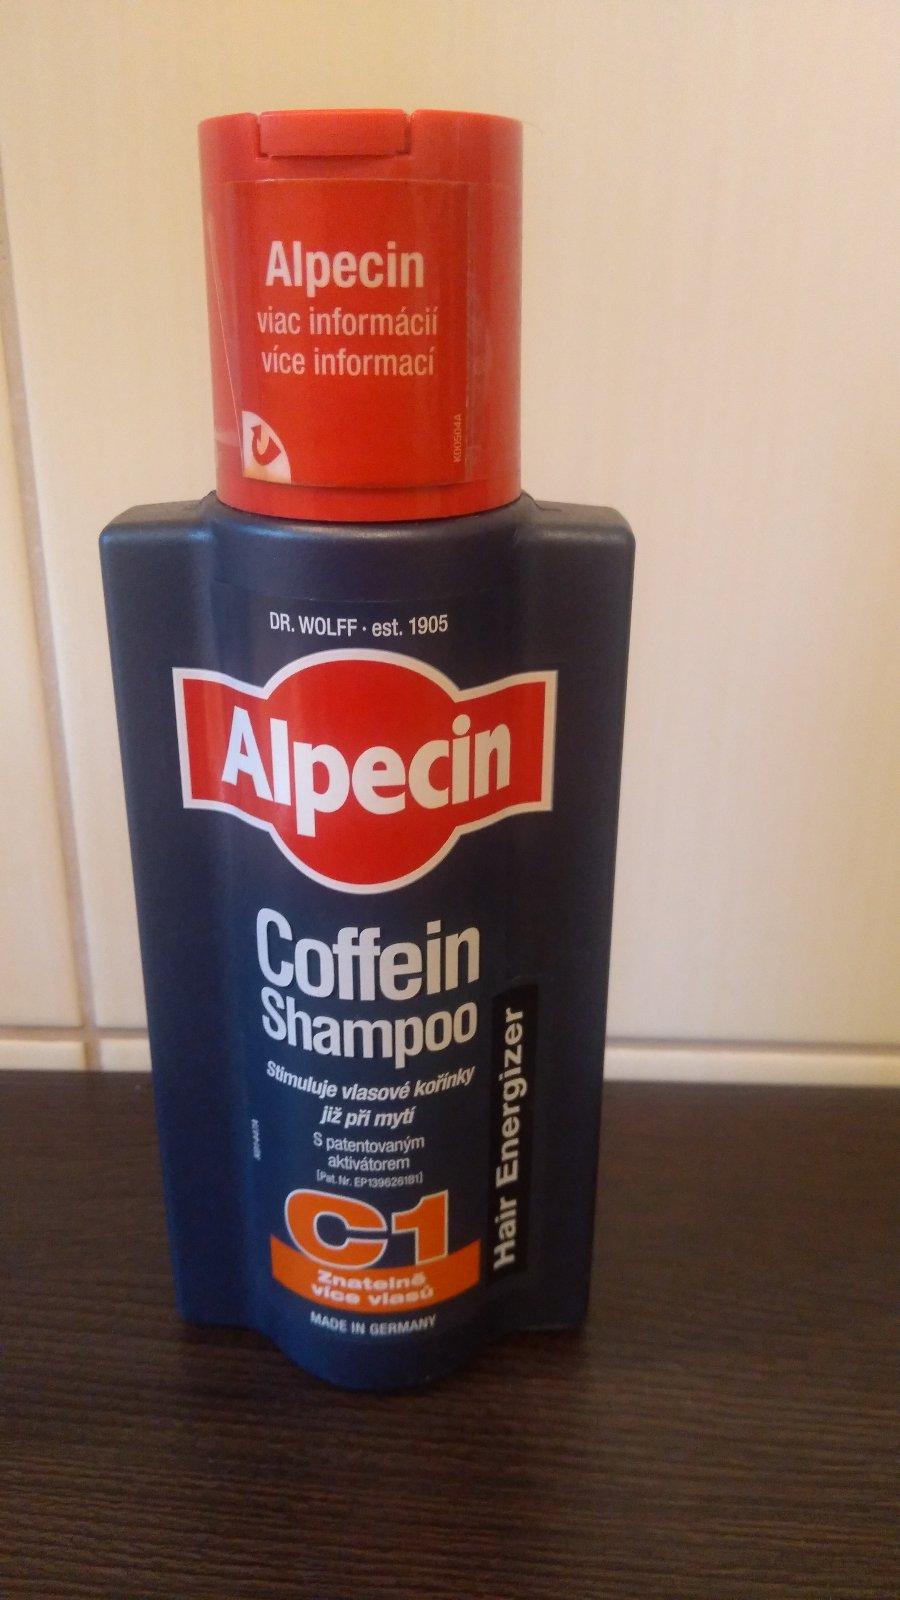 Alpecin
viac informácií
více informací
K00504A
DR. WOLFF · est. 1905
Alpecin
Coffein
Shampoo
Stimuluje vlasové kořínky
již při mytí
S patentovaným
aktivátorem
[Pat. Nr. EP139626181]
C1
Znatelně
více vlasů
MADE IN GERMANY
Hair Energizer